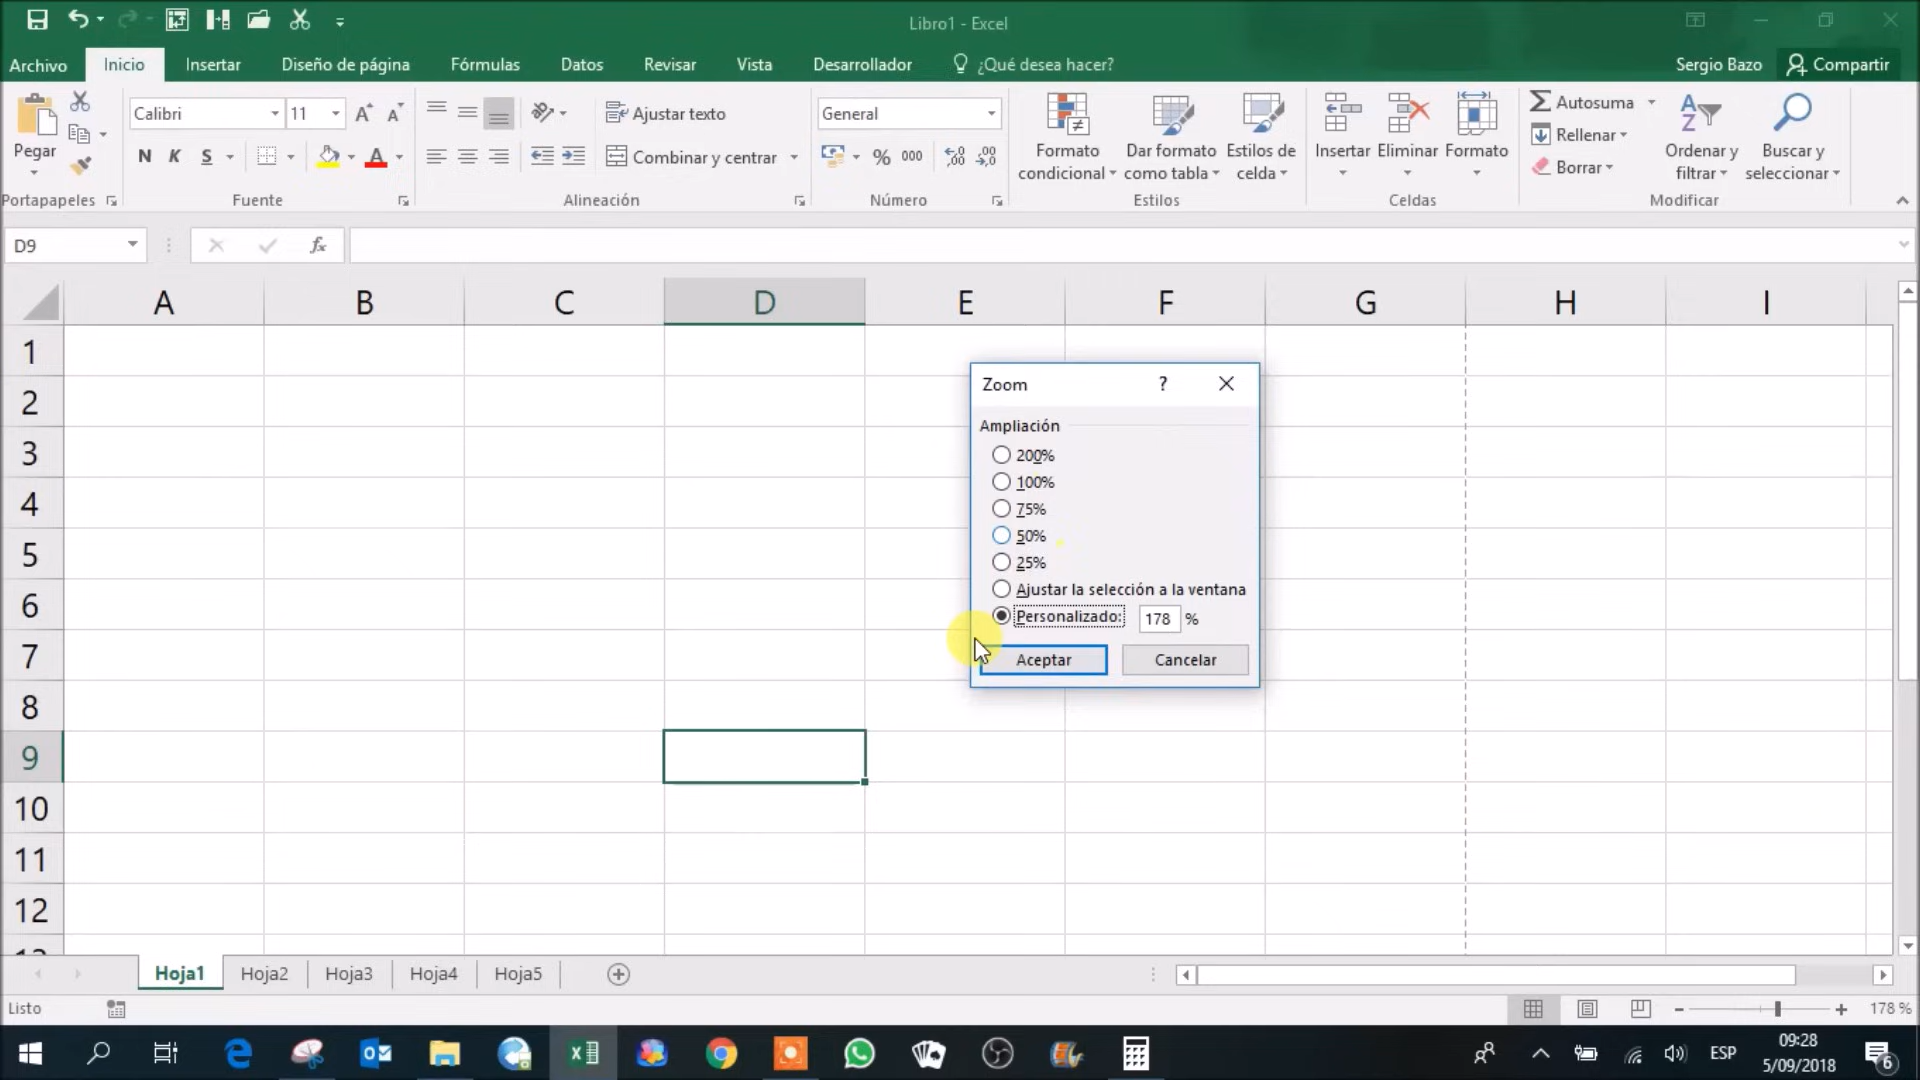 Libro1 - Excel
Archivo Inicio Insertar Diseño de página Fórmulas Datos Revisar Vista Desarrollador ¿Qué desea hacer? Sergio Bazo Compartir
Pegar
Portapapeles
Calibri 11
N K S
Fuente
Ajustar texto
Combinar y centrar
Alineación
General
% 000
Número
Formato condicional
Dar formato como tabla
Estilos de celda
Estilos
Insertar Eliminar Formato
Celdas
Autosuma
Rellenar
Borrar
Ordenar y filtrar
Buscar y seleccionar
Modificar
D9 fx
A B C D E F G H I
1
2
3
4
5
6
7
8
9
10
11
12
Zoom ?
Ampliación
200%
100%
75%
50%
25%
Ajustar la selección a la ventana
Personalizado: 178 %
Aceptar Cancelar
Hoja1 Hoja2 Hoja3 Hoja4 Hoja5
Listo 178 %
ESP 09:28
5/09/2018
6